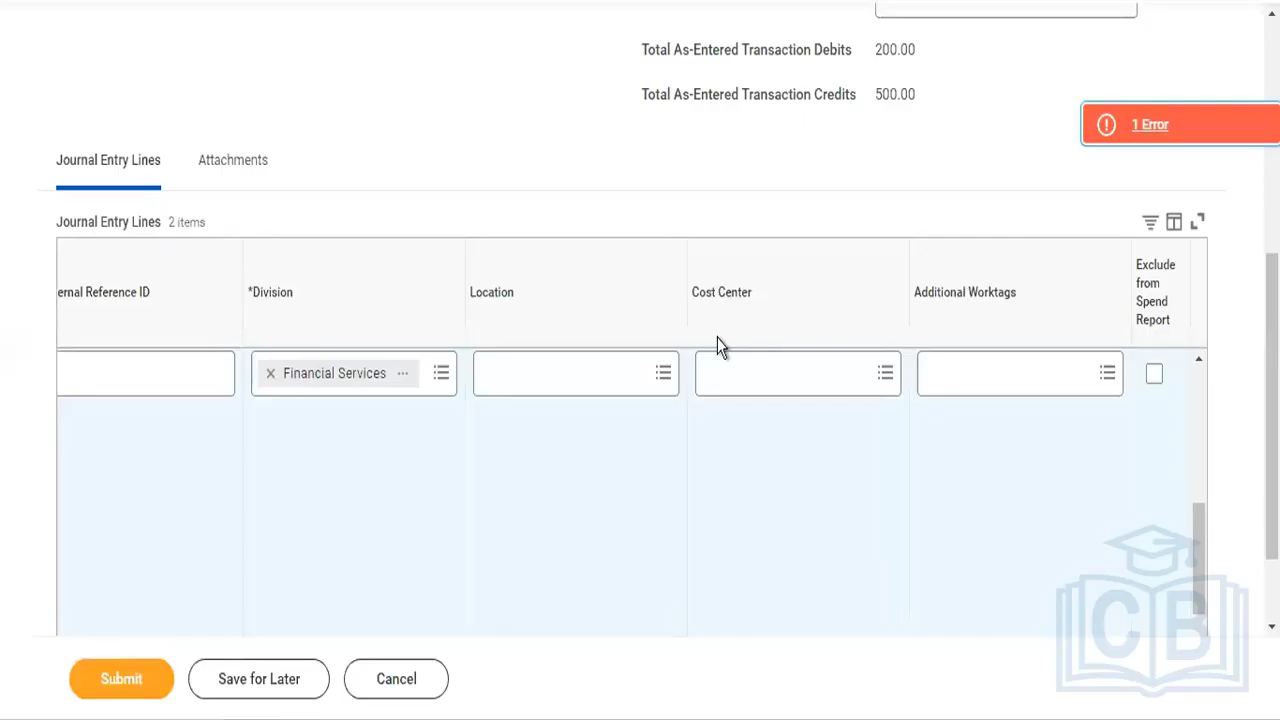 Total As-Entered Transaction Debits 200.00
Total As-Entered Transaction Credits 500.00
1 Error
Journal Entry Lines Attachments
Journal Entry Lines 2 items
ernal Reference ID *Division Location Cost Center Additional Worktags Exclude
from
Spend
Report
Financial Services
CB
Submit Save for Later Cancel